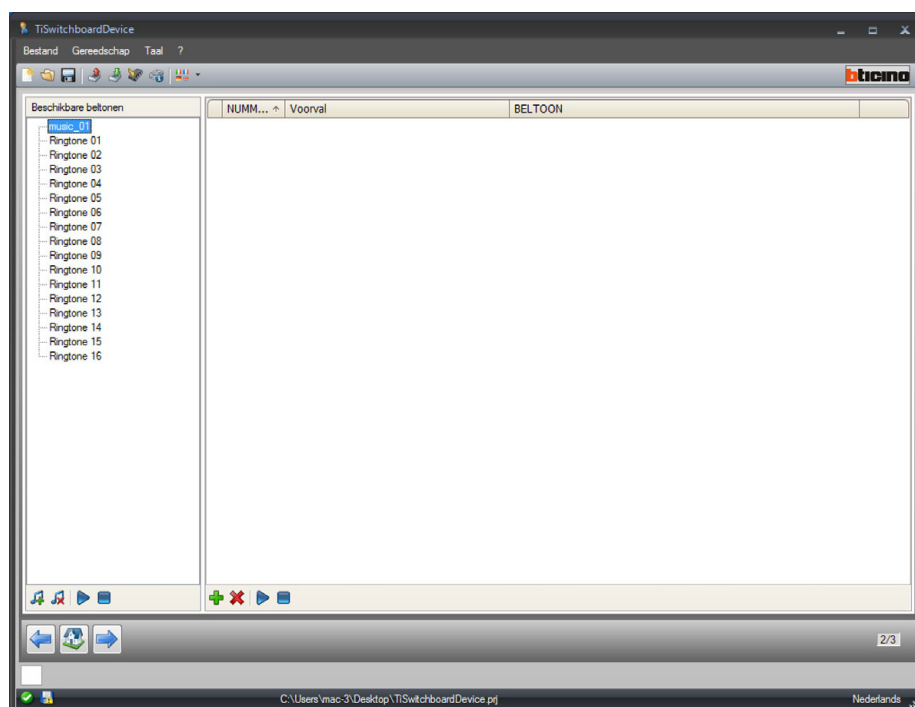 TiSwitchboardDevice
Bestand Gereedschap Taal ?
bticino
Beschikbare beltonen
NUMM... Voorval BELTOON
music_01
Ringtone 01
Ringtone 02
Ringtone 03
Ringtone 04
Ringtone 05
Ringtone 06
Ringtone 07
Ringtone 08
Ringtone 09
Ringtone 10
Ringtone 11
Ringtone 12
Ringtone 13
Ringtone 14
Ringtone 15
Ringtone 16
2/3
C:\Users\mac-3\Desktop\TiSwitchboardDevice.prj Nederlands